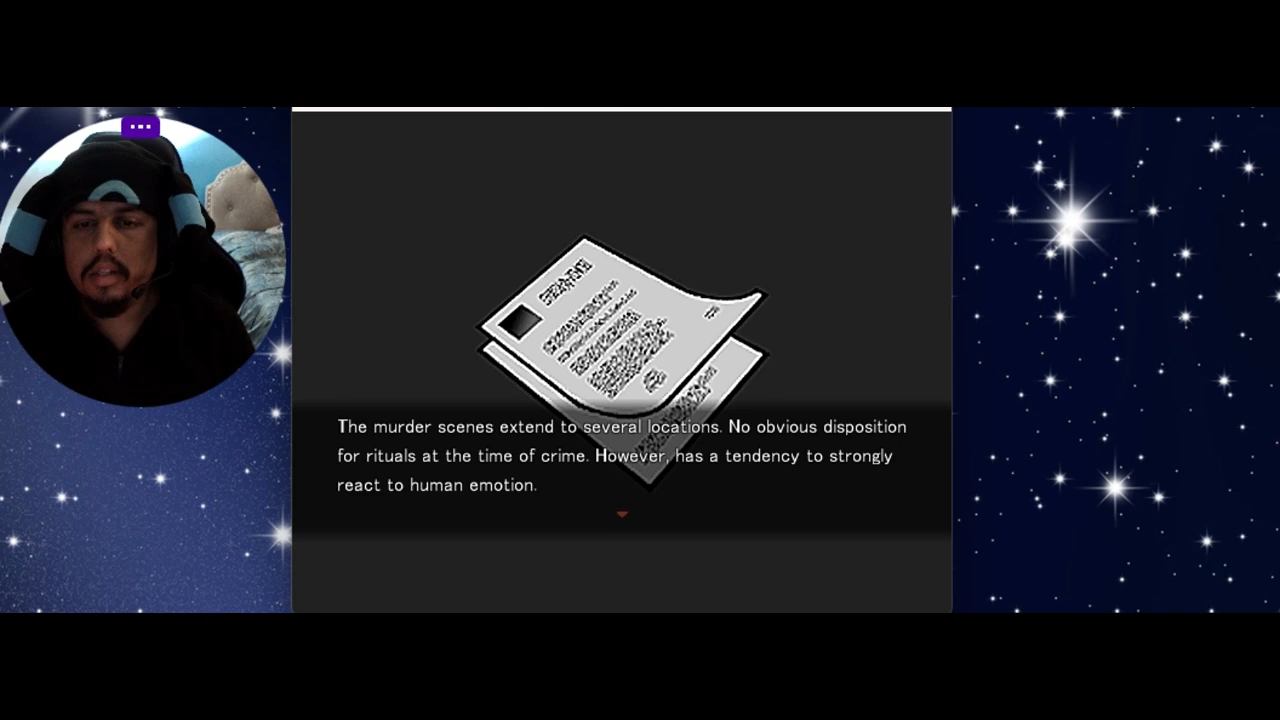 The murder scenes extend to several locations. No obvious disposition
for rituals at the time of crime. However, has a tendency to strongly
react to human emotion.